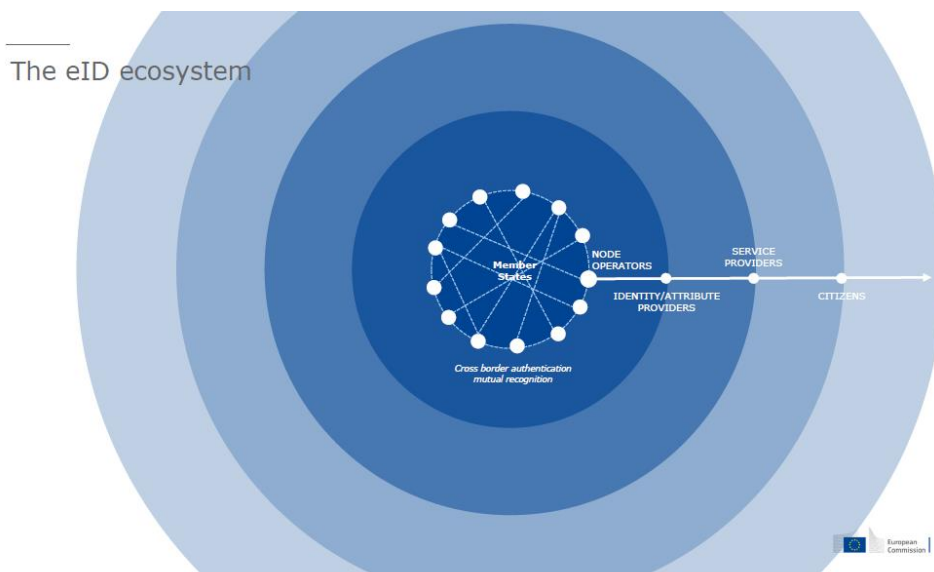 The eID ecosystem
Member
States
NODE
OPERATORS
SERVICE
PROVIDERS
IDENTITY/ATTRIBUTE
PROVIDERS
CITIZENS
Cross border authentication
mutual recognition
European
Commission